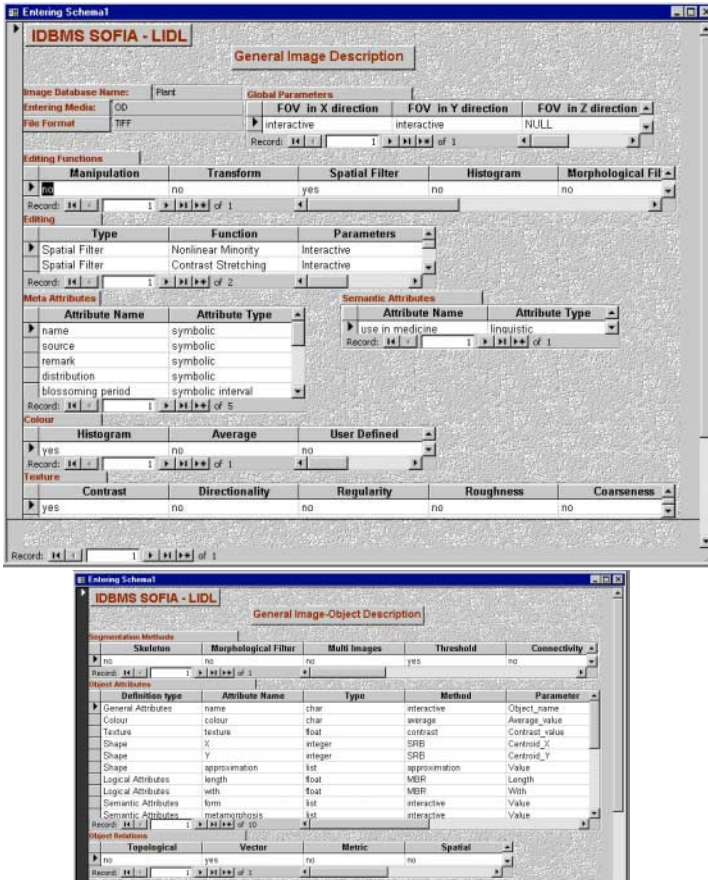 Entering Schema1
IDBMS SOFIA - LIDL
General Image Description
Image Database Name: Plant
Entering Media: OD
File Format TIFF
Global Parameters
FOV in X direction FOV in Y direction FOV in Z direction
interactive interactive NULL
Record: 1 of 1
Editing Functions
Manipulation Transform Spatial Filter Histogram Morphological Fil
no no yes no no
Record: 1 of 1
Editing
Type Function Parameters
Spatial Filter Nonlinear Minority Interactive
Spatial Filter Contrast Stretching Interactive
Record: 1 of 2
Meta Attributes
Attribute Name Attribute Type
name symbolic
source symbolic
remark symbolic
distribution symbolic
blossoming period symbolic interval
Record: 1 of 5
Semantic Attributes
Attribute Name Attribute Type
use in medicine linguistic
Record: 1 of 1
Colour
Histogram Average User Defined
yes no no
Record: 1 of 1
Texture
Contrast Directionality Regularity Roughness Coarseness
yes no no no no
Record: 1 of 1
Entering Schema1
IDBMS SOFIA - LIDL
General Image-Object Description
Segmentation Methods
Skeleton Morphological Filter Multi Images Threshold Connectivity
no no no yes no
Record: 1 of 1
Object Attributes
Definition type Attribute Name Type Method Parameter
General Attributes name char interactive Object_name
Colour colour char average Average_value
Texture texture float contrast Contrast_value
Shape X integer SRB Centroid_X
Shape Y integer SRB Centroid_Y
Shape approximation list approximation Value
Logical Attributes length float MBR Length
Logical Attributes with float MBR With
Semantic Attributes form list interactive Value
Semantic Attributes metamorphosis list interactive Value
Record: 1 of 10
Object Relations
Topological Vector Metric Spatial
no yes no no
Record: 1 of 1